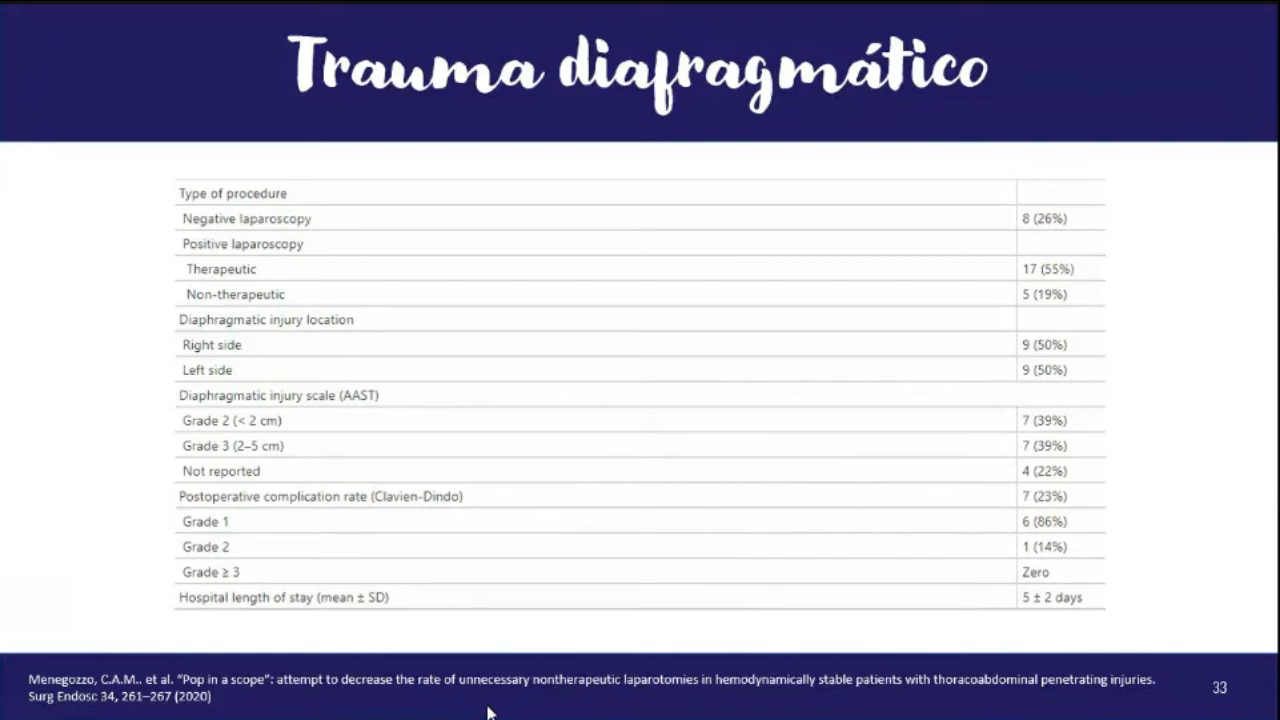 Trauma diafragmático
Type of procedure
Negative laparoscopy 8 (26%)
Positive laparoscopy
Therapeutic 17 (55%)
Non-therapeutic 5 (19%)
Diaphragmatic injury location
Right side 9 (50%)
Left side 9 (50%)
Diaphragmatic injury scale (AAST)
Grade 2 (< 2 cm) 7 (39%)
Grade 3 (2–5 cm) 7 (39%)
Not reported 4 (22%)
Postoperative complication rate (Clavien-Dindo) 7 (23%)
Grade 1 6 (86%)
Grade 2 1 (14%)
Grade ≥ 3 Zero
Hospital length of stay (mean ± SD) 5 ± 2 days
Menegozzo, C.A.M.. et al. “Pop in a scope”: attempt to decrease the rate of unnecessary nontherapeutic laparotomies in hemodynamically stable patients with thoracoabdominal penetrating injuries.
Surg Endosc 34, 261–267 (2020)
33